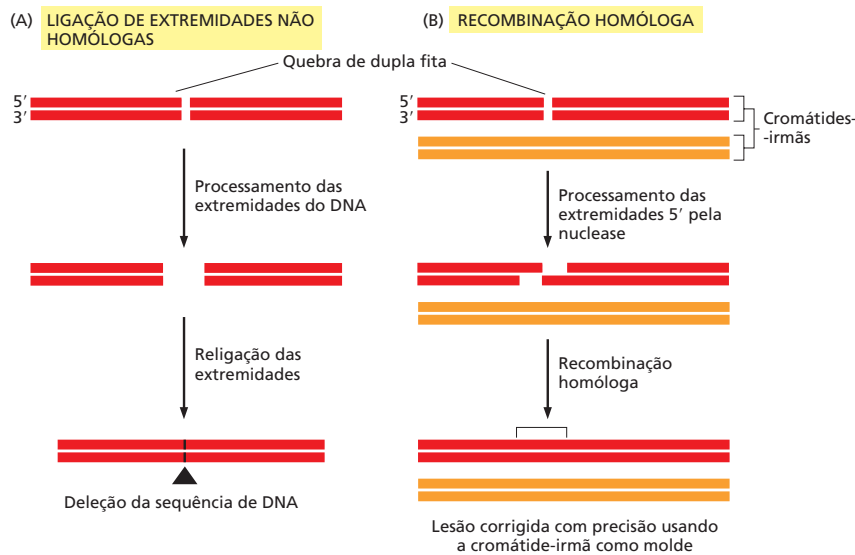 (A) LIGAÇÃO DE EXTREMIDADES NÃO
HOMÓLOGAS
(B) RECOMBINAÇÃO HOMÓLOGA
Quebra de dupla fita
5′
3′
5′
3′
Cromátides-
-irmãs
Processamento das
extremidades do DNA
Processamento das
extremidades 5′ pela
nuclease
Religação das
extremidades
Recombinação
homóloga
Deleção da sequência de DNA
Lesão corrigida com precisão usando
a cromátide-irmã como molde